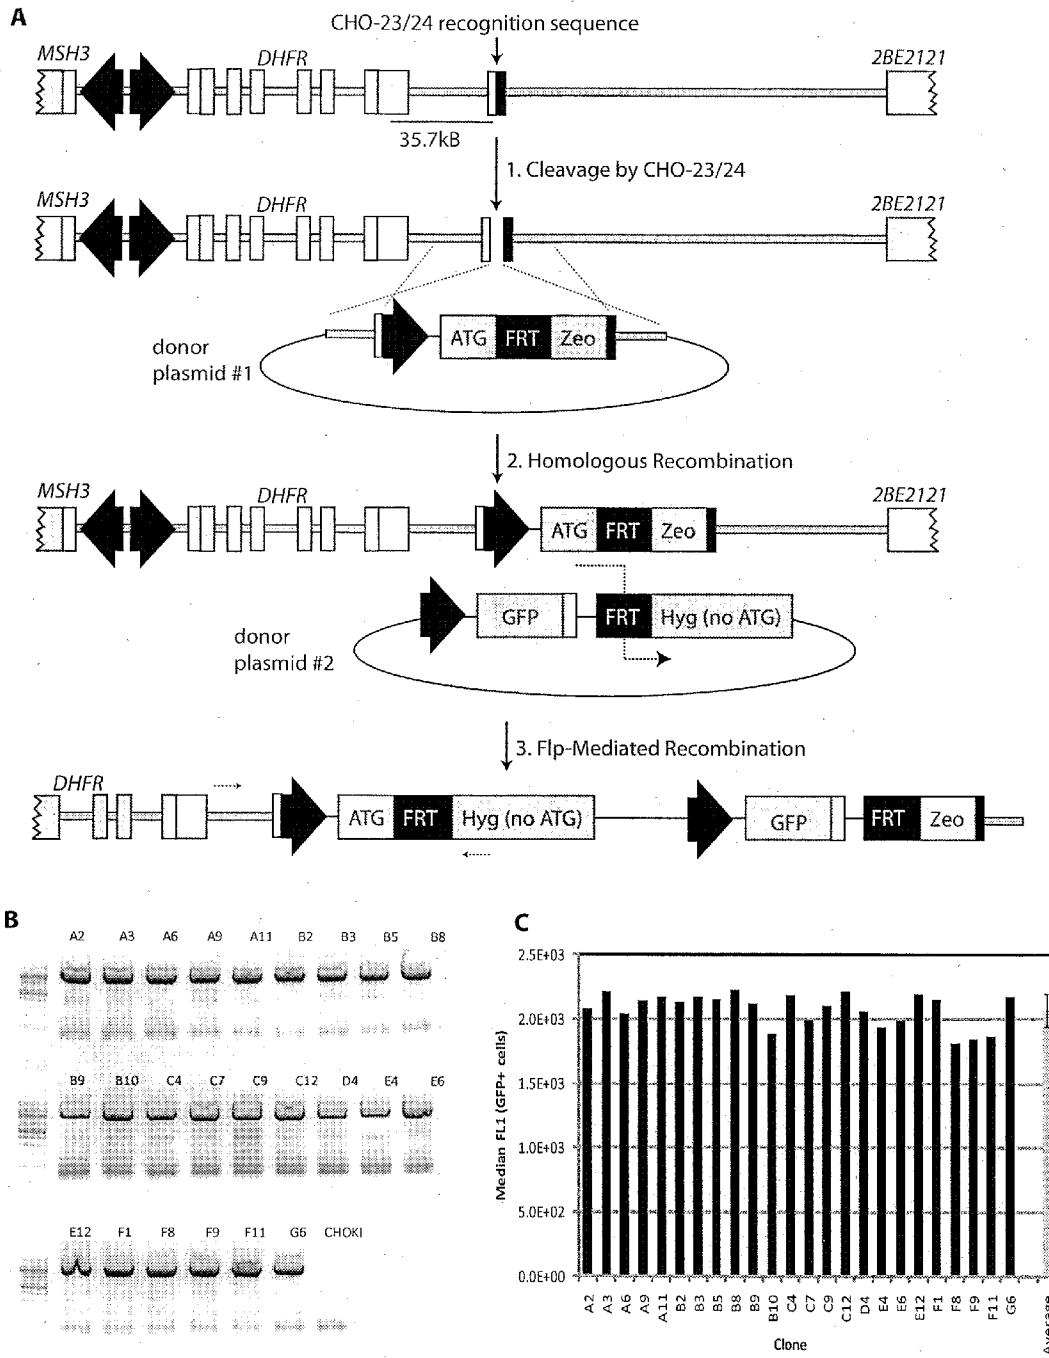 A
CHO-23/24 recognition sequence
MSH3
DHFR
2BE2121
35.7kB
1. Cleavage by CHO-23/24
MSH3
DHFR
2BE2121
ATG FRT Zeo
donor
plasmid #1
2. Homologous Recombination
MSH3
DHFR
2BE2121
ATG FRT Zeo
GFP FRT Hyg (no ATG)
donor
plasmid #2
3. Flp-Mediated Recombination
DHFR
ATG FRT Hyg (no ATG) GFP FRT Zeo
B
A2 A3 A6 A9 A11 B2 B3 B5 B8
B9 B10 C4 C7 C9 C12 D4 E4 E6
E12 F1 F8 F9 F11 G6 CHOKI
C
Median FL1 (GFP+ cells)
2.5E+03
2.0E+03
1.5E+03
1.0E+03
5.0E+02
0.0E+00
A2 A3 A6 A9 A11 B2 B3 B5 B8 B9 B10 C4 C7 C9 C12 D4 E4 E6 E12 F1 F8 F9 F11 G6 Average
Clone